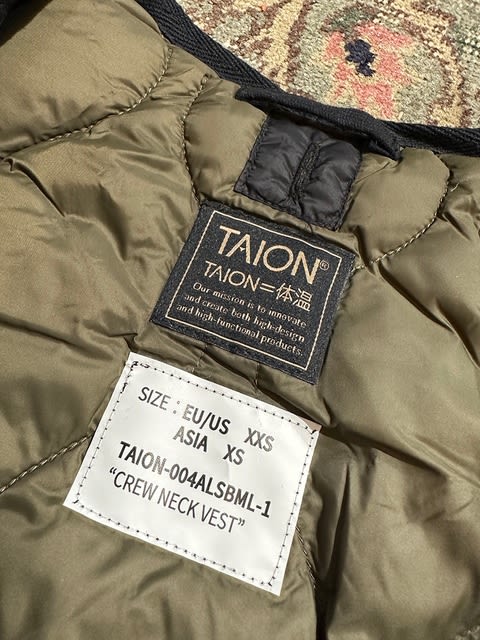 TAION®
TAION=体温
Our mission is to innovate
and create both high-design
and high-functional products.
SIZE : EU/US XXS
ASIA XS
TAION-004ALSBML-1
“CREW NECK VEST”